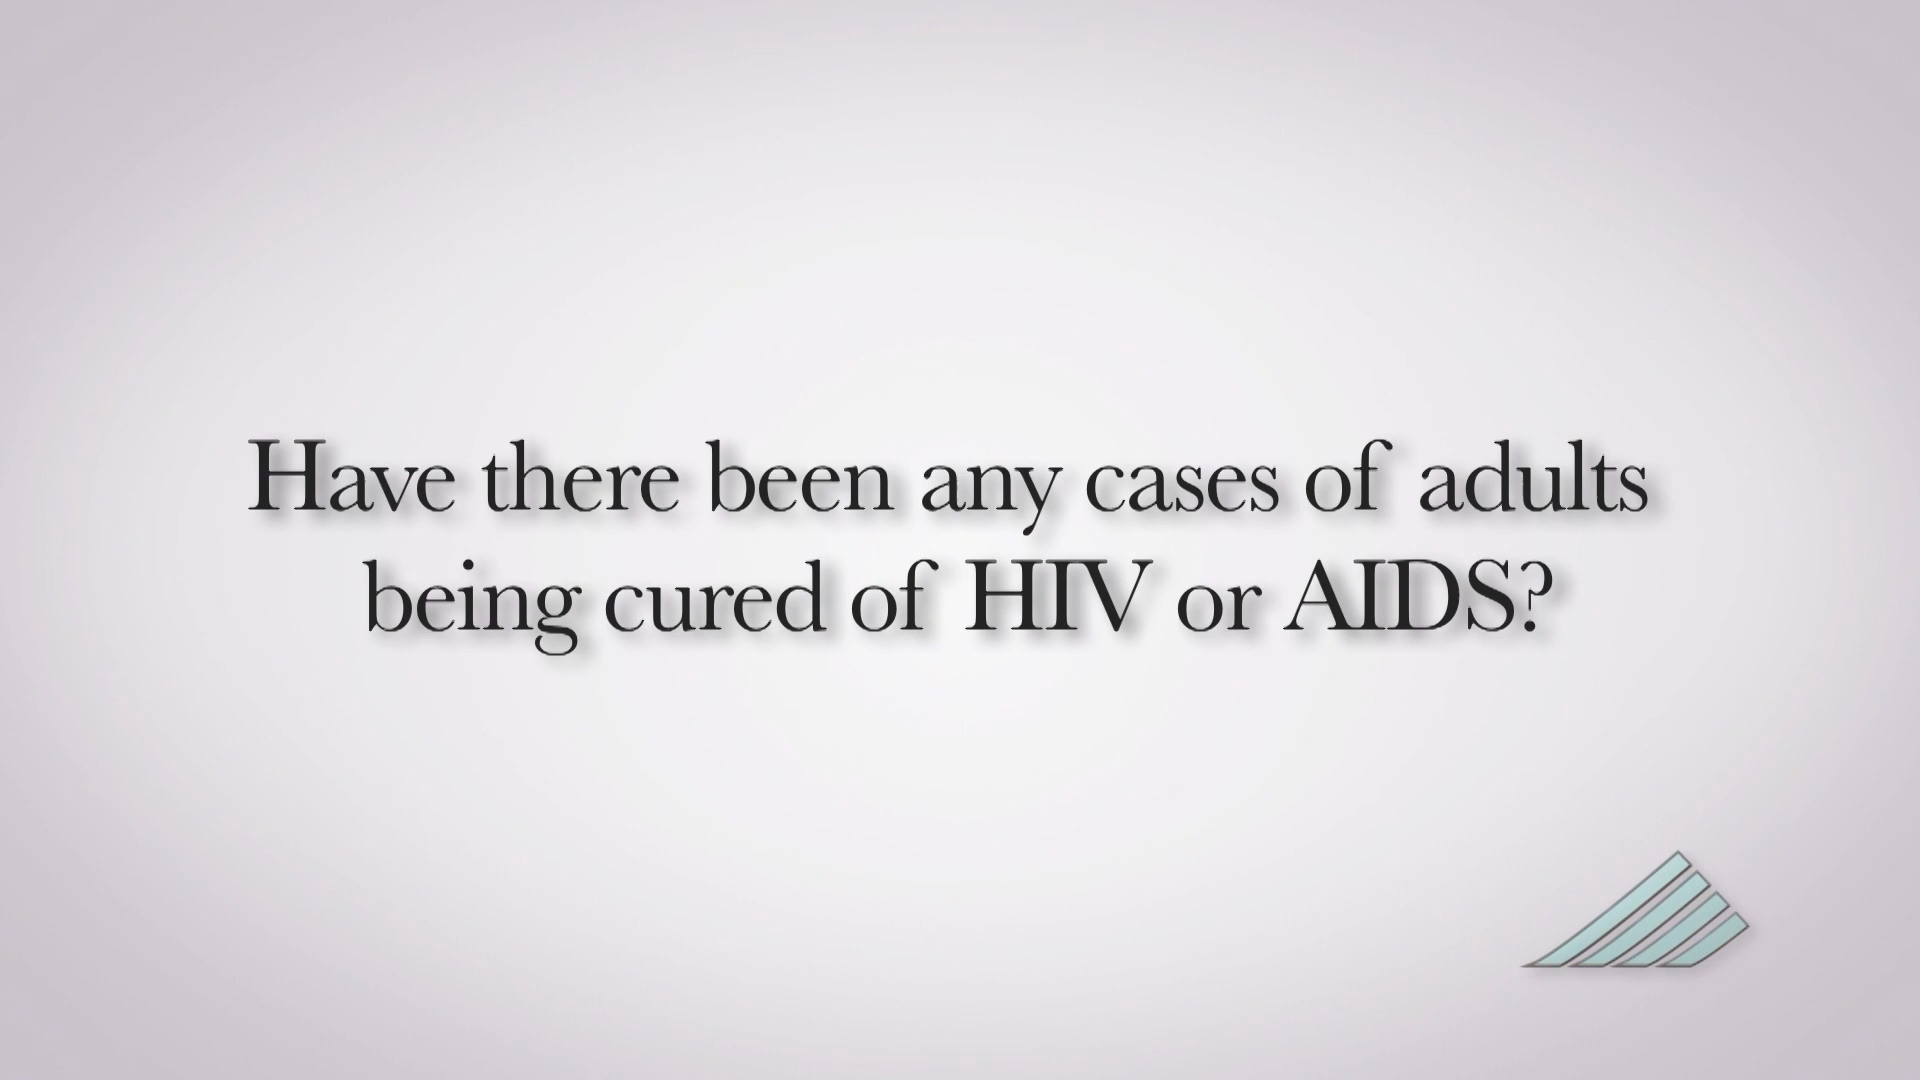 Have there been any cases of adults
being cured of HIV or AIDS?